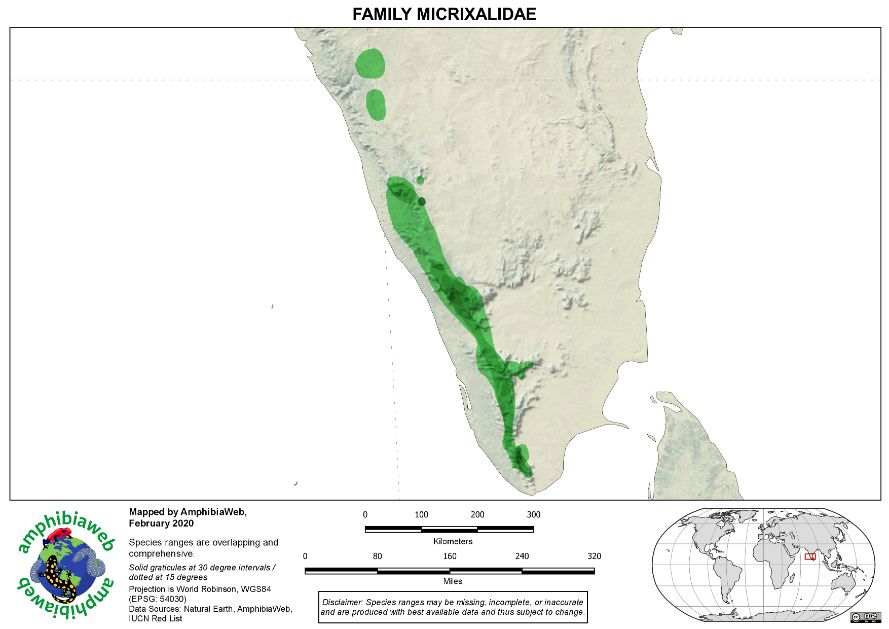 FAMILY MICRIXALIDAE
amphibiaweb
amphibiaweb
Mapped by AmphibiaWeb,
February 2020
Species ranges are overlapping and
comprehensive.
Solid graticules at 30 degree intervals /
dotted at 15 degrees
Projection is World Robinson, WGS84
(EPSG: 54030)
Data Sources: Natural Earth, AmphibiaWeb,
IUCN Red List
0 100 200 300
Kilometers
0 80 160 240 320
Miles
Disclaimer: Species ranges may be missing, incomplete, or inaccurate
and are produced with best available data and thus subject to change.